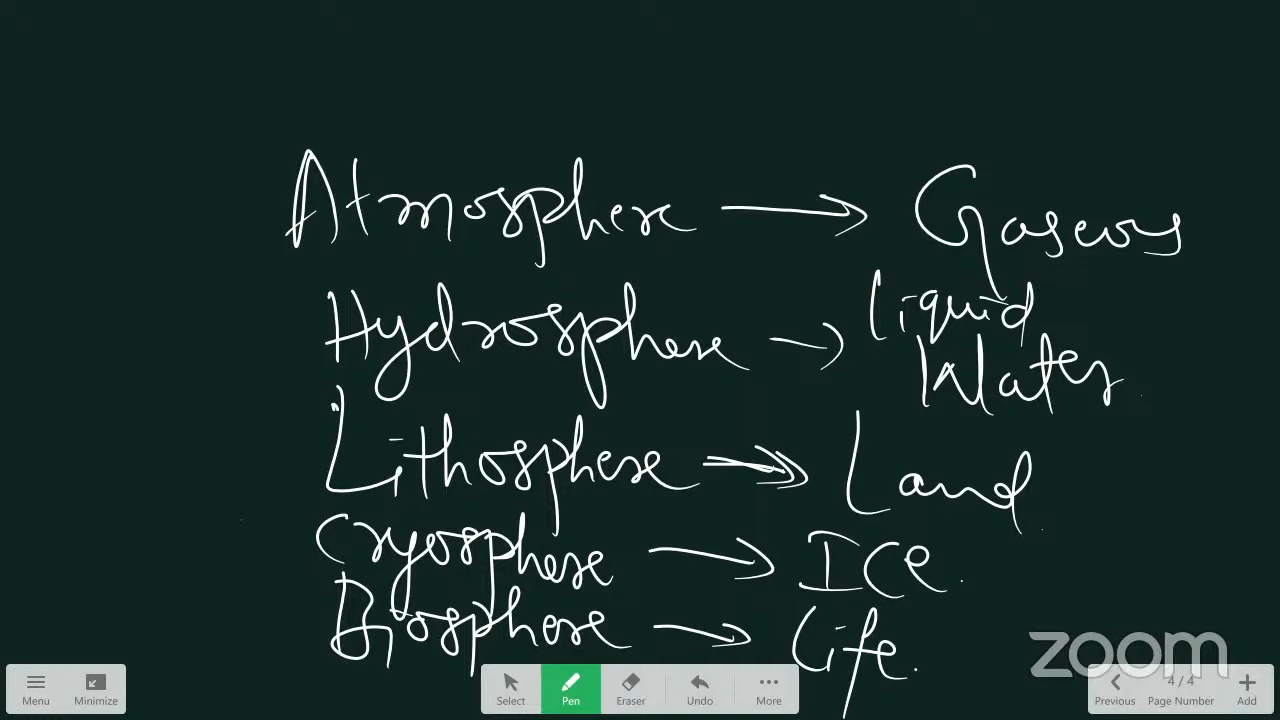 Atmosphere → Gaseous
Hydrosphere → Liquid
Water
Lithosphere → Land
Cryosphere → ICe.
Biosphere → Life.
zoom
Menu Minimize Select Pen Eraser Undo More Previous 4/4 Page Number Add